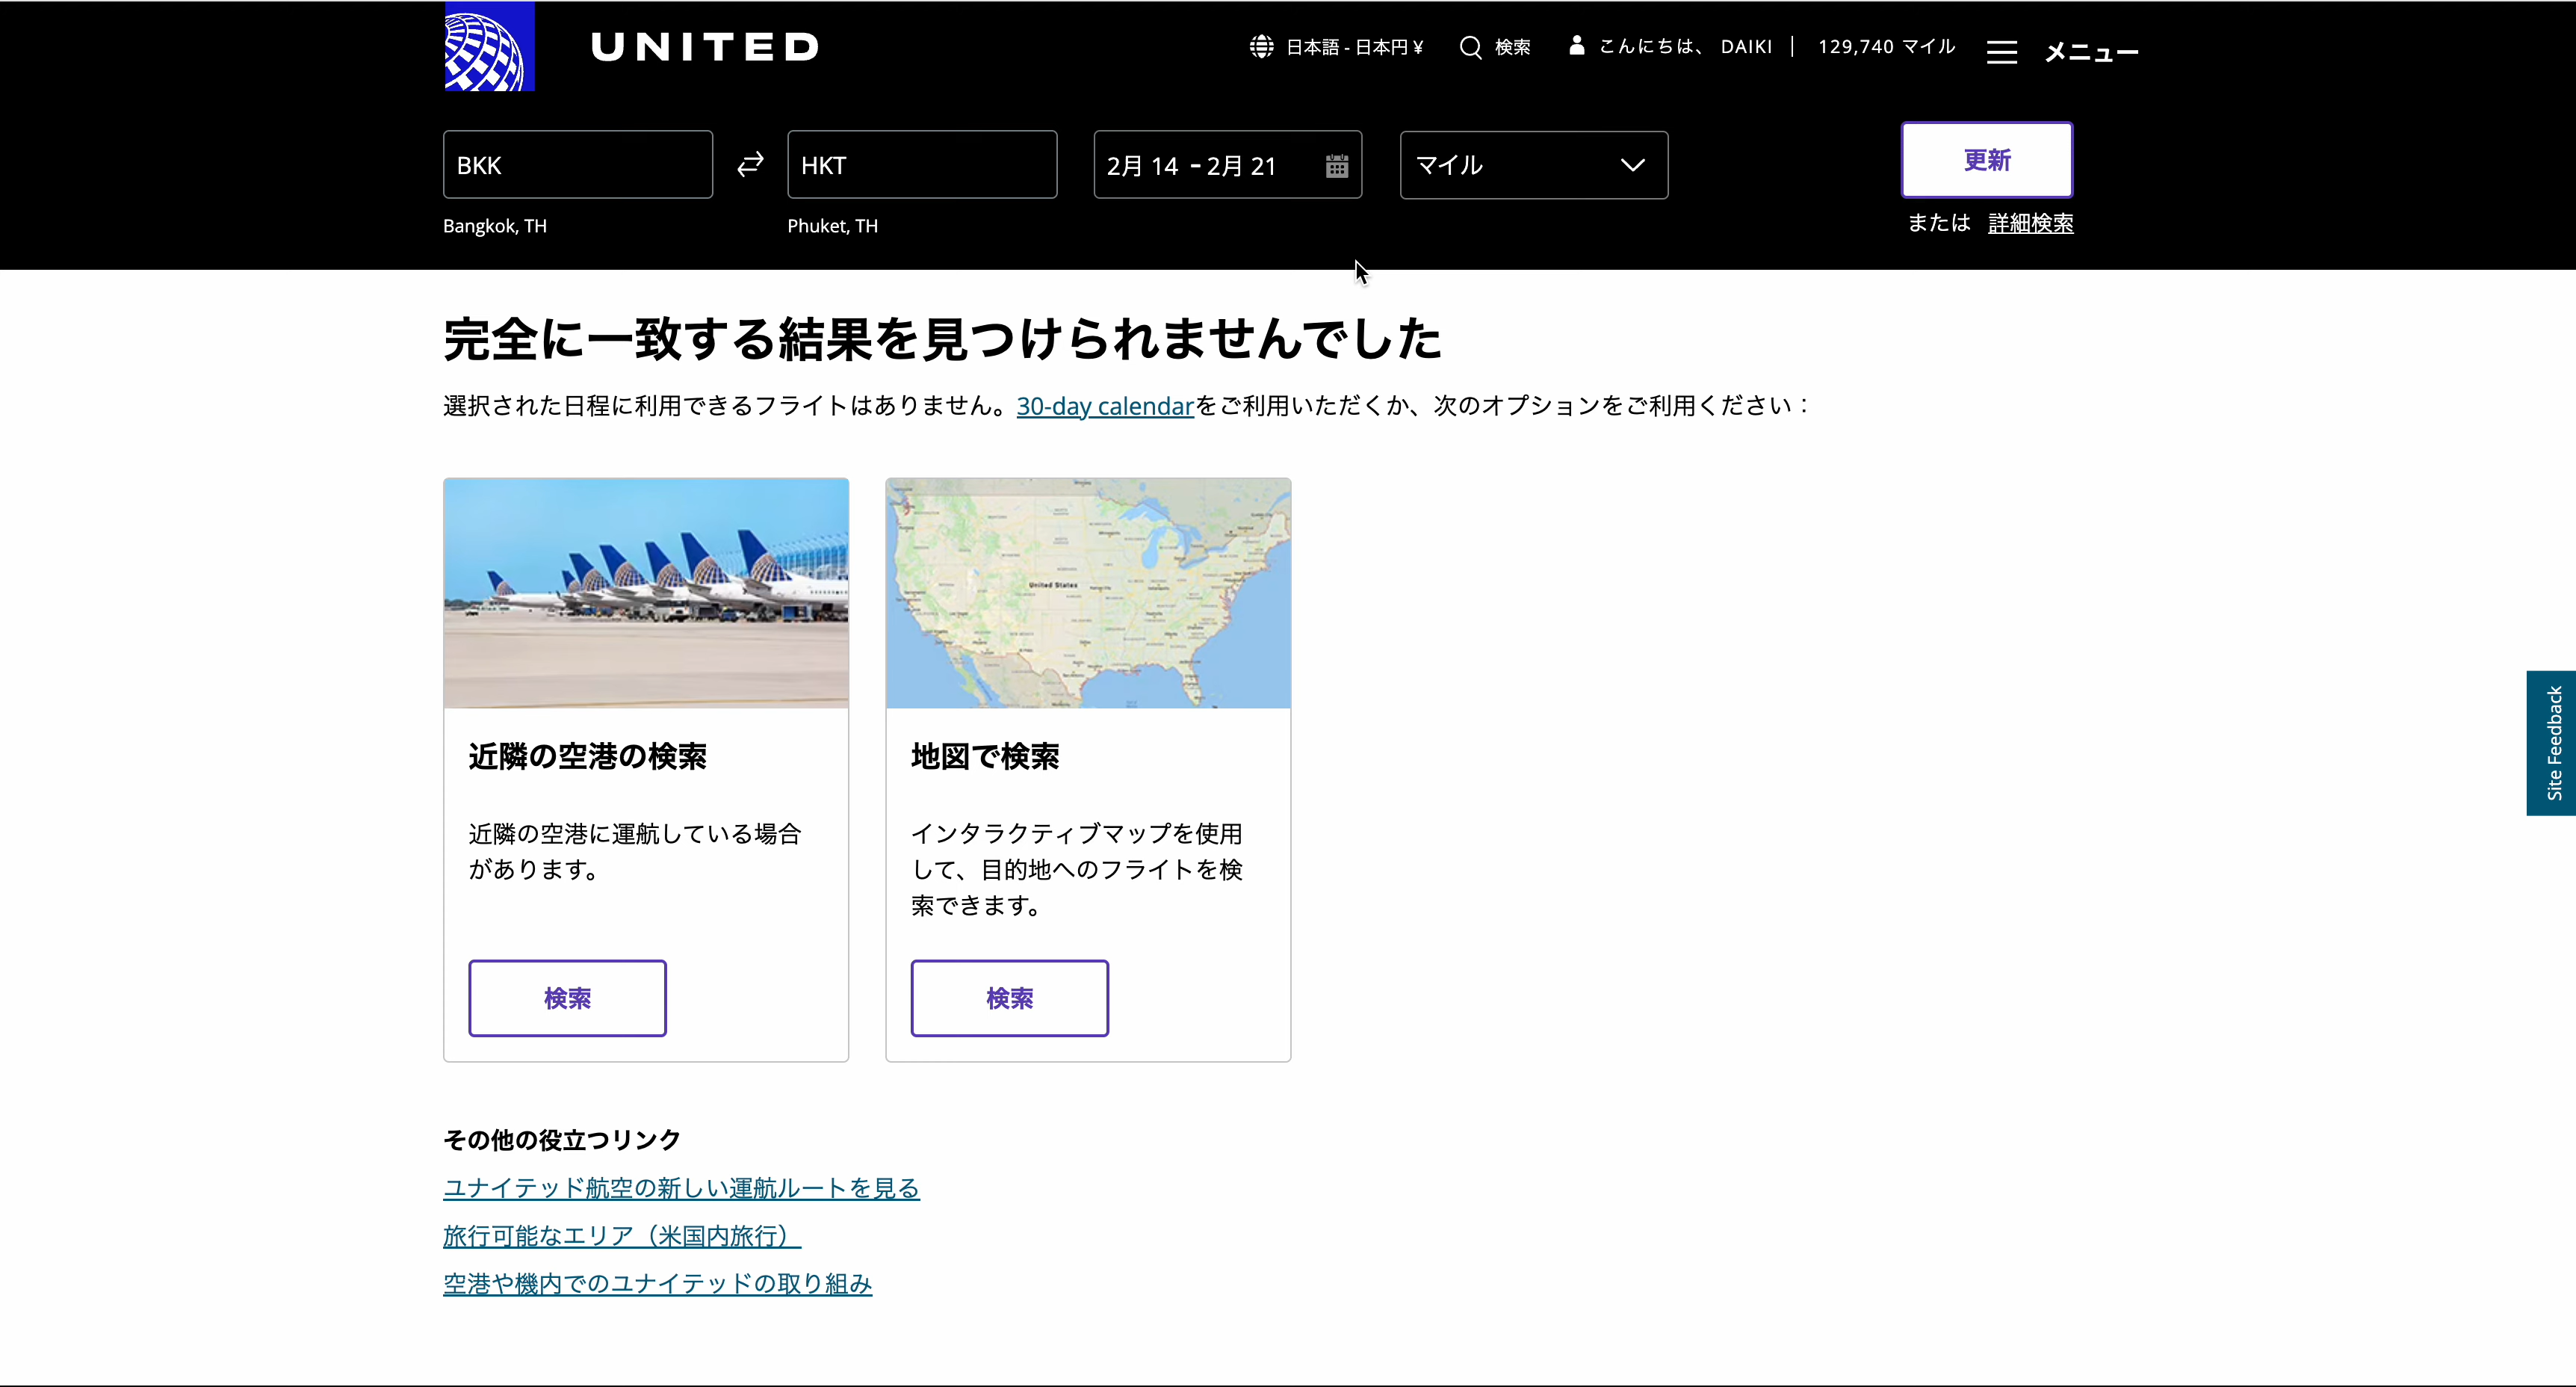 UNITED
日本語 - 日本円 ¥
検索
こんにちは、 DAIKI
129,740 マイル
メニュー
BKK
HKT
2月 14 - 2月 21
マイル
更新
Bangkok, TH
Phuket, TH
または 詳細検索
完全に一致する結果を見つけられませんでした
選択された日程に利用できるフライトはありません。30-day calendarをご利用いただくか、次のオプションをご利用ください：
United States
近隣の空港の検索
近隣の空港に運航している場合
があります。
検索
地図で検索
インタラクティブマップを使用
して、目的地へのフライトを検
索できます。
検索
Site Feedback
その他の役立つリンク
ユナイテッド航空の新しい運航ルートを見る
旅行可能なエリア（米国内旅行）
空港や機内でのユナイテッドの取り組み